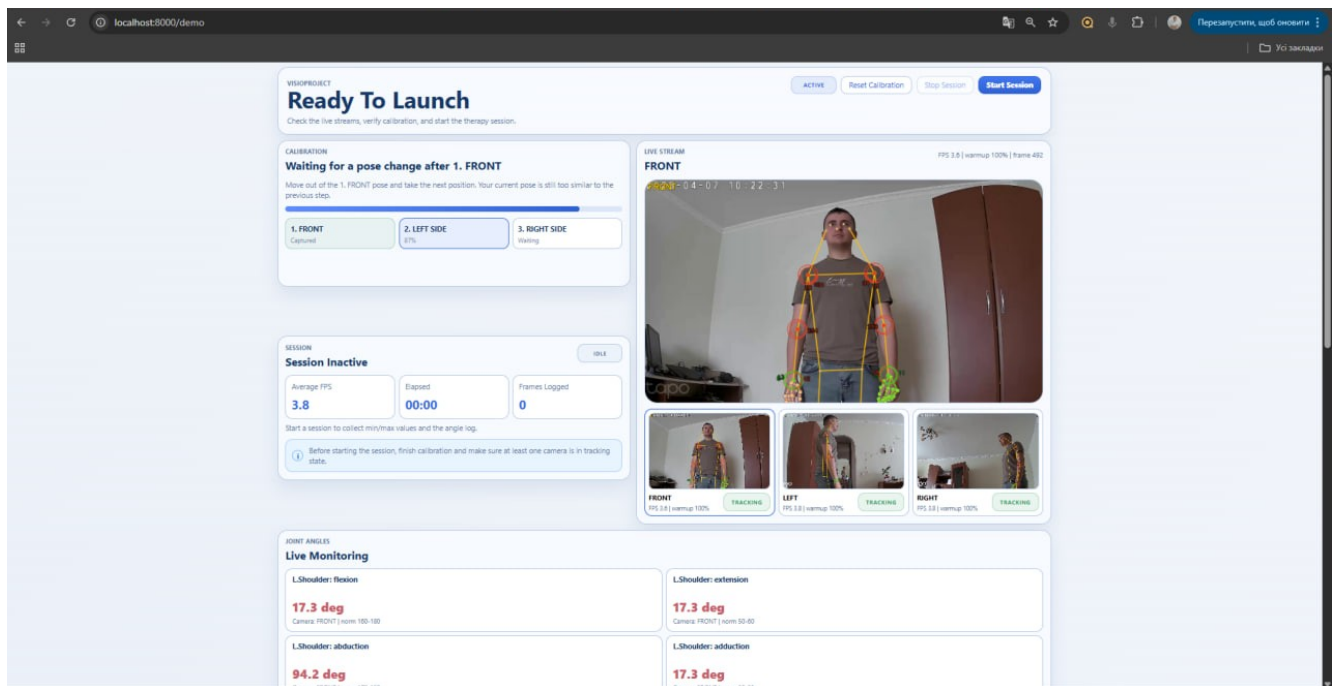 localhost:8000/demo
Перезапустити, щоб оновити
Усі закладки
VISIOPROJECT
Ready To Launch
Check the live streams, verify calibration, and start the therapy session.
ACTIVE
Reset Calibration
Stop Session
Start Session
CALIBRATION
Waiting for a pose change after 1. FRONT
Move out of the 1. FRONT pose and take the next position. Your current pose is still too similar to the
previous step.
1. FRONT
Captured
2. LEFT SIDE
87%
3. RIGHT SIDE
Waiting
SESSION
Session Inactive
IDLE
Average FPS
3.8
Elapsed
00:00
Frames Logged
0
Start a session to collect min/max values and the angle log.
Before starting the session, finish calibration and make sure at least one camera is in tracking
state.
LIVE STREAM
FRONT
FPS 3.8 | warmup 100% | frame 492
-04-07 10:22:31
tapo
FRONT
FPS 3.8 | warmup 100%
TRACKING
LEFT
FPS 3.8 | warmup 100%
TRACKING
RIGHT
FPS 3.8 | warmup 100%
TRACKING
JOINT ANGLES
Live Monitoring
L.Shoulder: flexion
17.3 deg
Camera: FRONT | norm 160-180
L.Shoulder: extension
17.3 deg
Camera: FRONT | norm 50-60
L.Shoulder: abduction
94.2 deg
L.Shoulder: adduction
17.3 deg